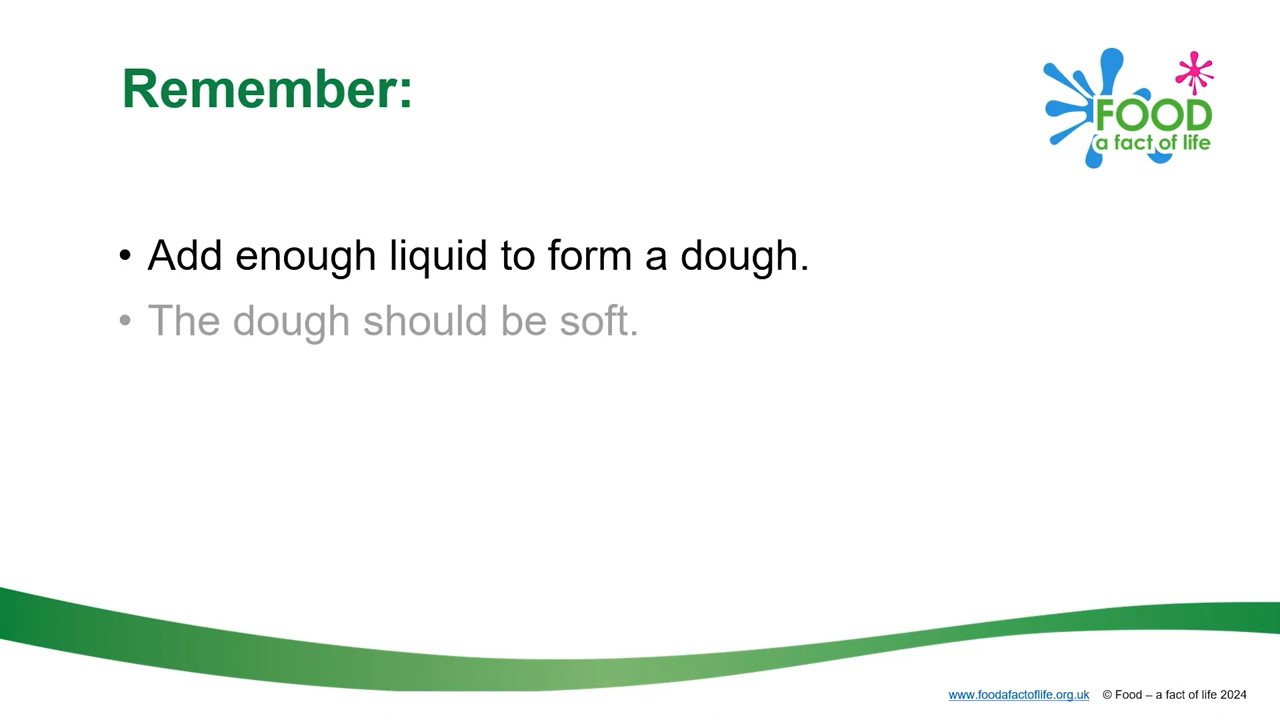 Remember:
FOOD
a fact of life
• Add enough liquid to form a dough.
• The dough should be soft.
www.foodafactoflife.org.uk © Food – a fact of life 2024